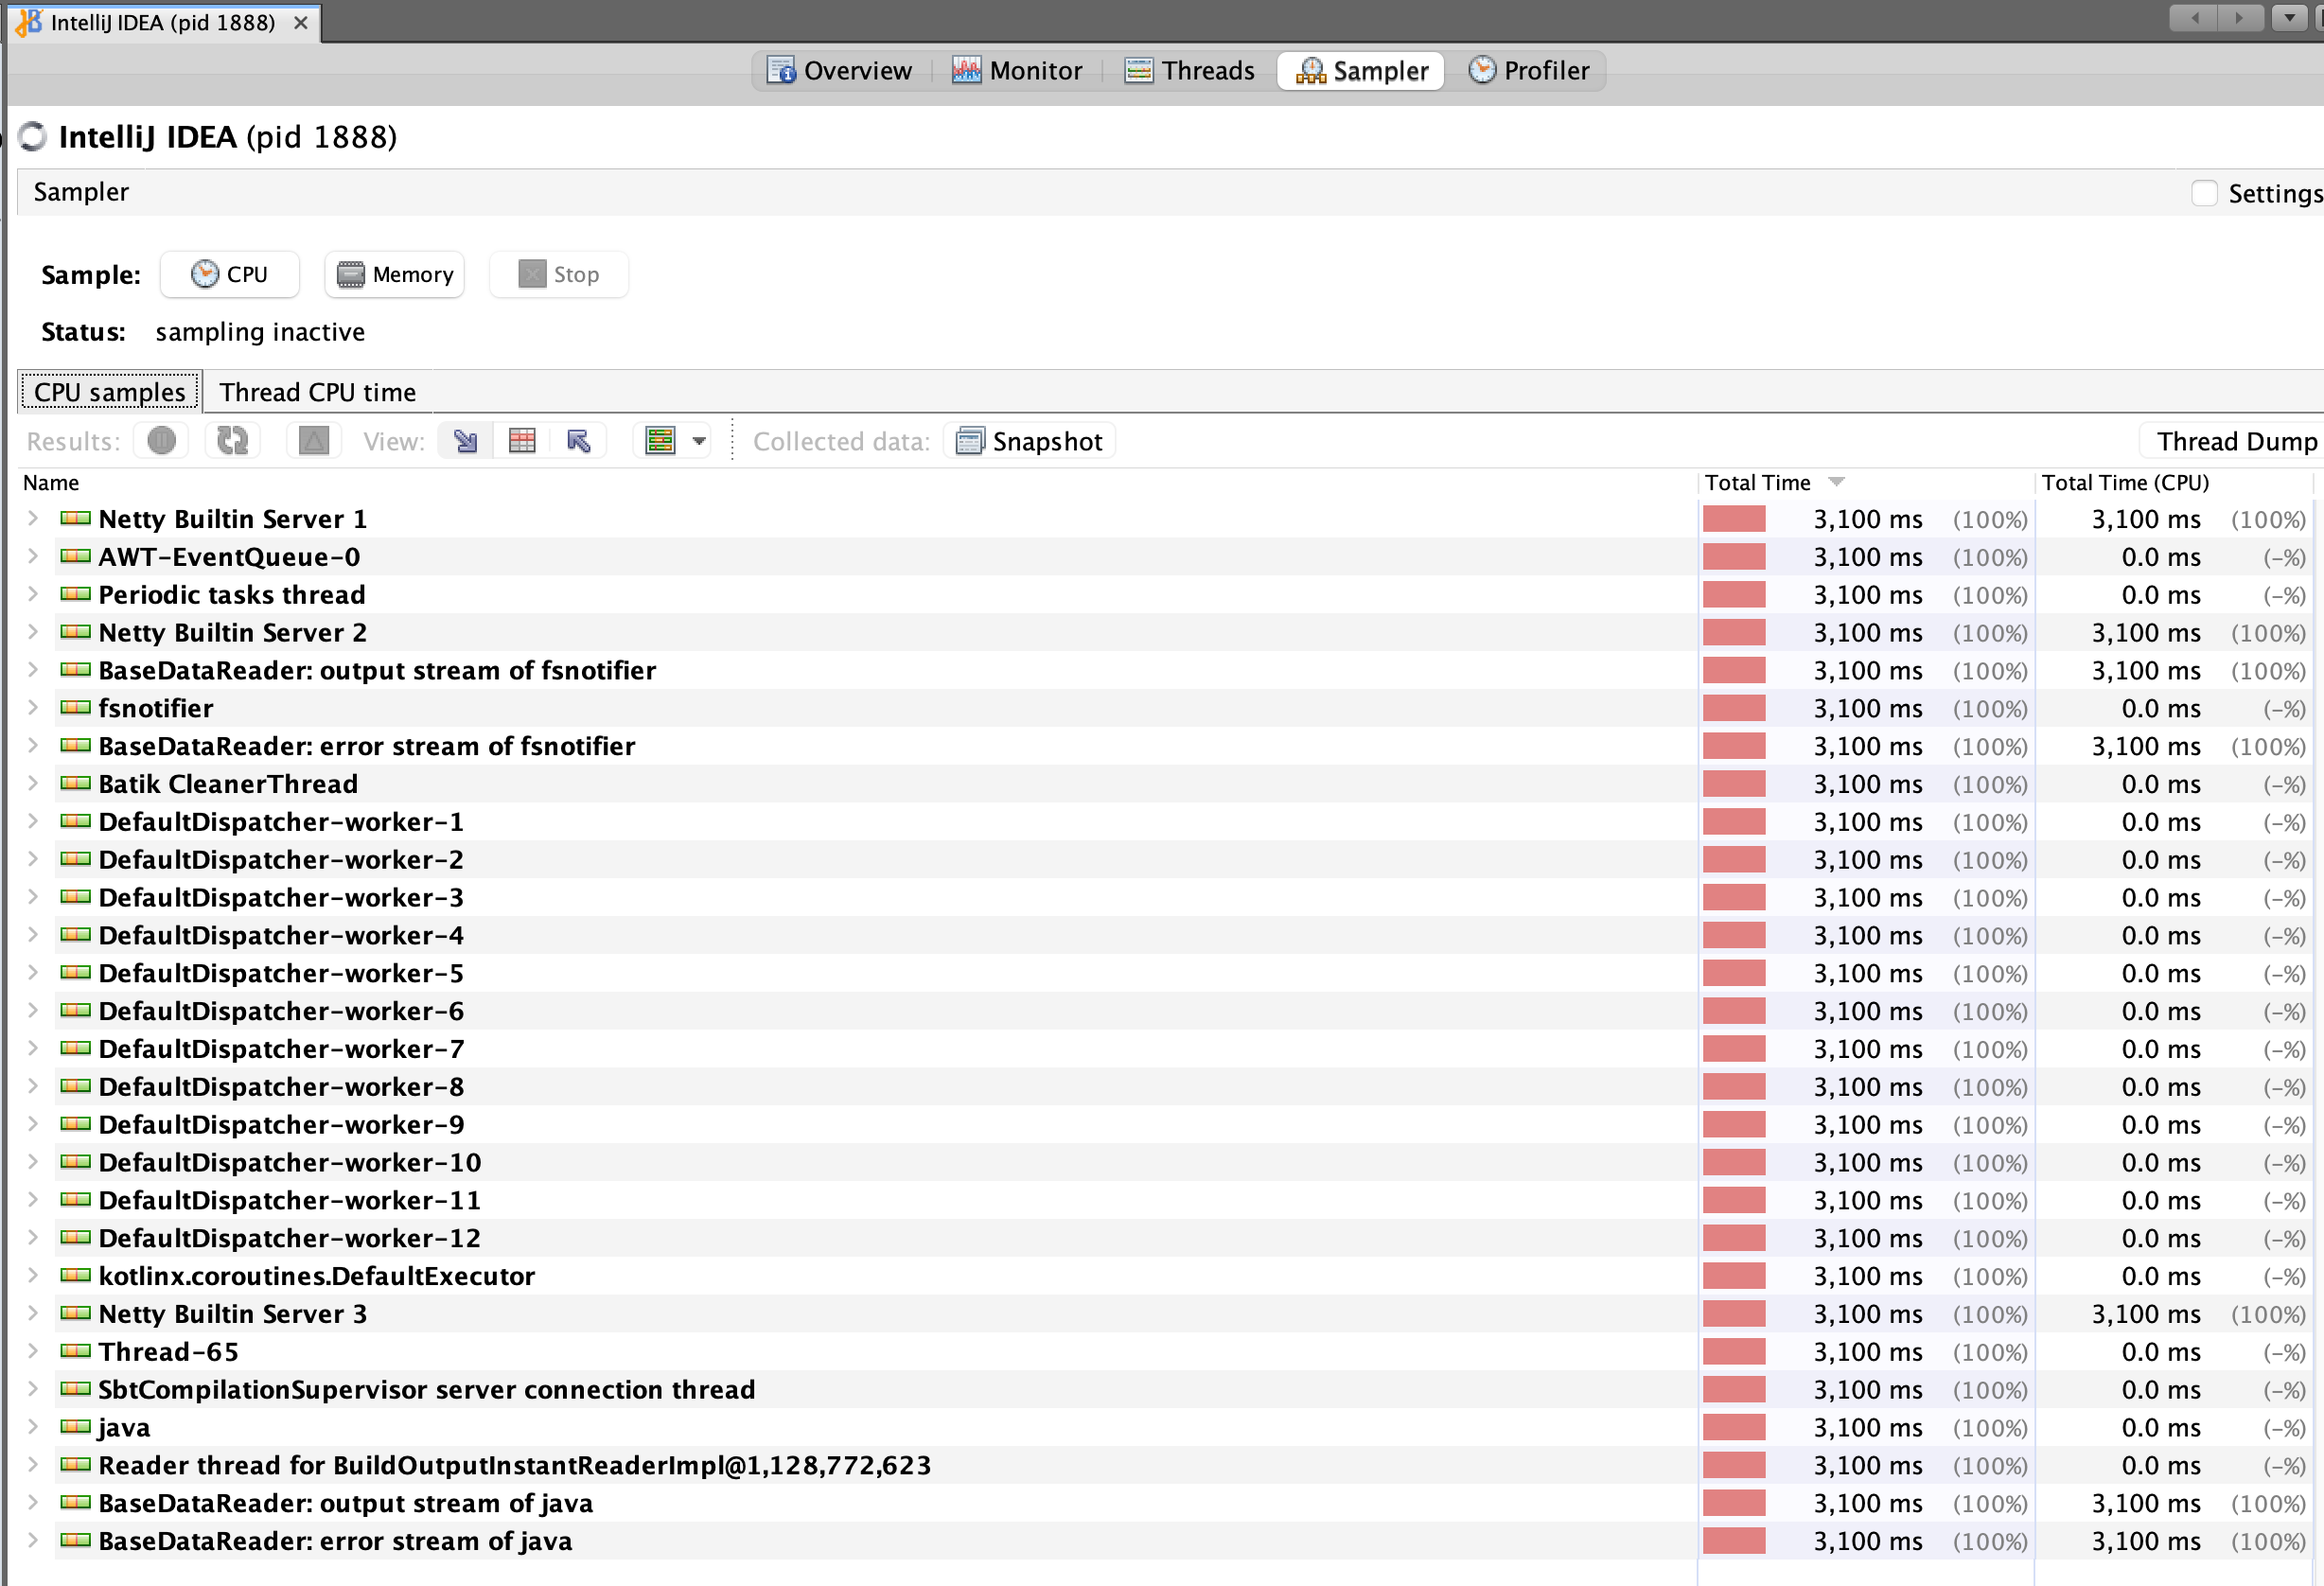 IntelliJ IDEA (pid 1888) ×
Overview Monitor Threads Sampler Profiler
IntelliJ IDEA (pid 1888)
Sampler Settings
Sample: CPU Memory Stop
Status: sampling inactive
CPU samples Thread CPU time
Results: View: Collected data: Snapshot Thread Dump
Name Total Time Total Time (CPU)
Netty Builtin Server 1 3,100 ms (100%) 3,100 ms (100%)
AWT-EventQueue-0 3,100 ms (100%) 0.0 ms (-%)
Periodic tasks thread 3,100 ms (100%) 0.0 ms (-%)
Netty Builtin Server 2 3,100 ms (100%) 3,100 ms (100%)
BaseDataReader: output stream of fsnotifier 3,100 ms (100%) 3,100 ms (100%)
fsnotifier 3,100 ms (100%) 0.0 ms (-%)
BaseDataReader: error stream of fsnotifier 3,100 ms (100%) 3,100 ms (100%)
Batik CleanerThread 3,100 ms (100%) 0.0 ms (-%)
DefaultDispatcher-worker-1 3,100 ms (100%) 0.0 ms (-%)
DefaultDispatcher-worker-2 3,100 ms (100%) 0.0 ms (-%)
DefaultDispatcher-worker-3 3,100 ms (100%) 0.0 ms (-%)
DefaultDispatcher-worker-4 3,100 ms (100%) 0.0 ms (-%)
DefaultDispatcher-worker-5 3,100 ms (100%) 0.0 ms (-%)
DefaultDispatcher-worker-6 3,100 ms (100%) 0.0 ms (-%)
DefaultDispatcher-worker-7 3,100 ms (100%) 0.0 ms (-%)
DefaultDispatcher-worker-8 3,100 ms (100%) 0.0 ms (-%)
DefaultDispatcher-worker-9 3,100 ms (100%) 0.0 ms (-%)
DefaultDispatcher-worker-10 3,100 ms (100%) 0.0 ms (-%)
DefaultDispatcher-worker-11 3,100 ms (100%) 0.0 ms (-%)
DefaultDispatcher-worker-12 3,100 ms (100%) 0.0 ms (-%)
kotlinx.coroutines.DefaultExecutor 3,100 ms (100%) 0.0 ms (-%)
Netty Builtin Server 3 3,100 ms (100%) 3,100 ms (100%)
Thread-65 3,100 ms (100%) 0.0 ms (-%)
SbtCompilationSupervisor server connection thread 3,100 ms (100%) 0.0 ms (-%)
java 3,100 ms (100%) 0.0 ms (-%)
Reader thread for BuildOutputInstantReaderImpl@1,128,772,623 3,100 ms (100%) 0.0 ms (-%)
BaseDataReader: output stream of java 3,100 ms (100%) 3,100 ms (100%)
BaseDataReader: error stream of java 3,100 ms (100%) 3,100 ms (100%)